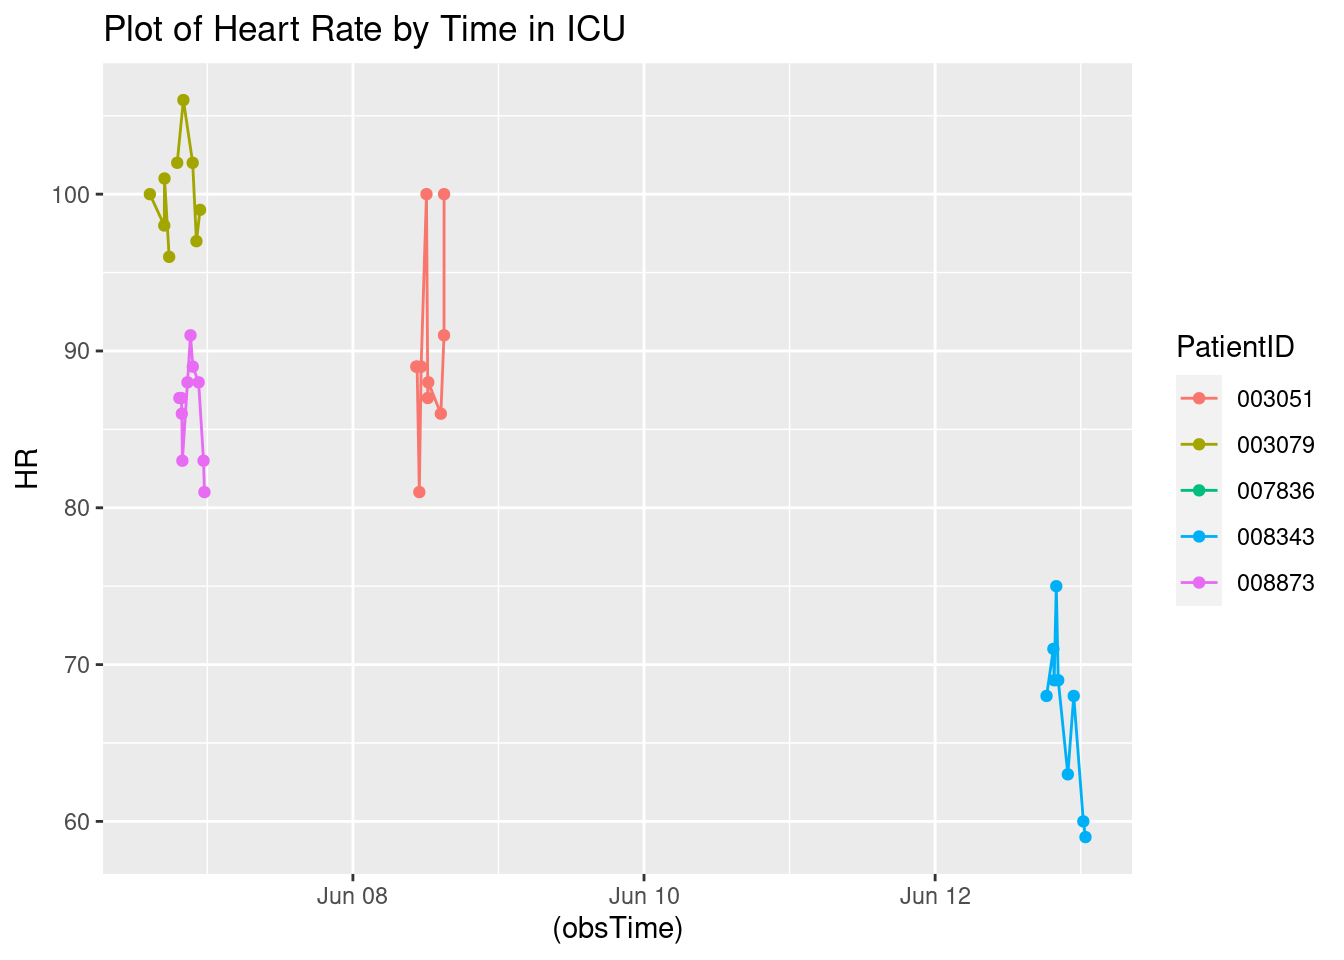 Plot of Heart Rate by Time in ICU
HR
100
90
80
70
60
Jun 08
Jun 10
Jun 12
(obsTime)
PatientID
003051
003079
007836
008343
008873